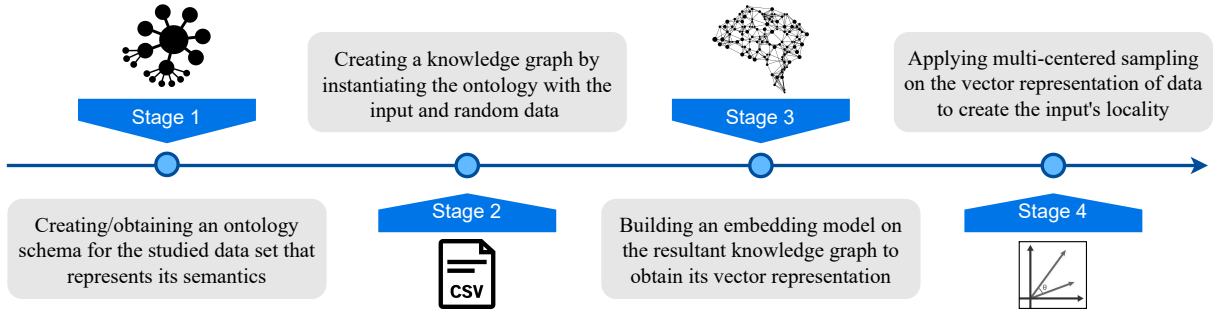 Stage 1
Creating/obtaining an ontology
schema for the studied data set that
represents its semantics
Creating a knowledge graph by
instantiating the ontology with the
input and random data
Stage 2
CSV
Stage 3
Building an embedding model on
the resultant knowledge graph to
obtain its vector representation
Applying multi-centered sampling
on the vector representation of data
to create the input's locality
Stage 4
θ